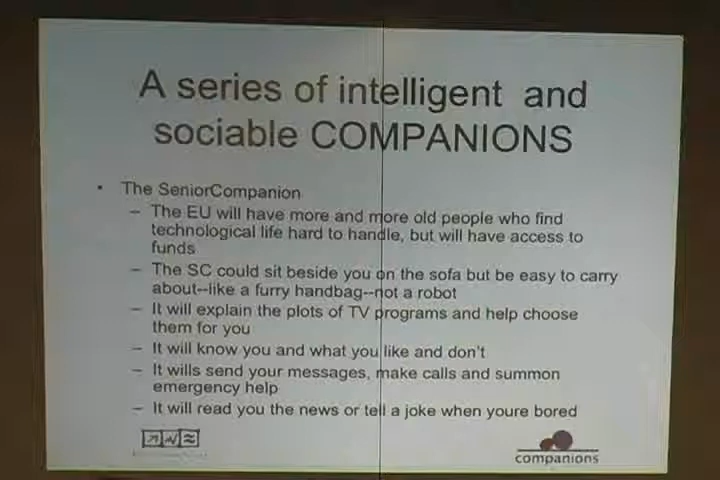 A series of intelligent and
sociable COMPANIONS
• The SeniorCompanion
– The EU will have more and more old people who find
technological life hard to handle, but will have access to
funds
– The SC could sit beside you on the sofa but be easy to carry
about--like a furry handbag--not a robot
– It will explain the plots of TV programs and help choose
them for you
– It will know you and what you like and don't
– It wills send your messages, make calls and summon
emergency help
– It will read you the news or tell a joke when youre bored
companions